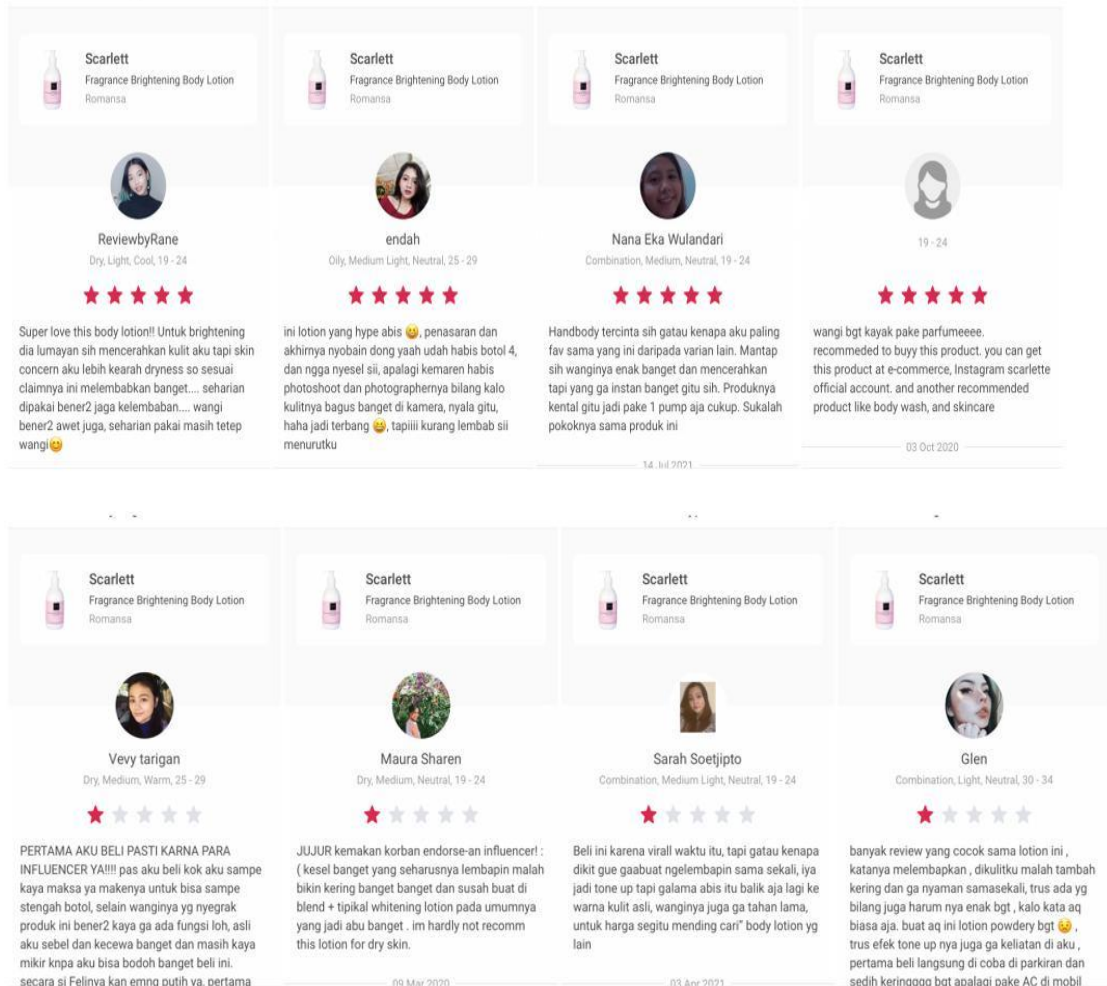 Scarlett
Fragrance Brightening Body Lotion
Romansa
ReviewbyRane
Dry, Light, Cool, 19 - 24
Super love this body lotion!! Untuk brightening
dia lumayan sih mencerahkan kulit aku tapi skin
concern aku lebih kearah dryness so sesuai
claimnya ini melembabkan banget.... seharian
dipakai bener2 jaga kelembaban.... wangi
bener2 awet juga, seharian pakai masih tetep
wangi😊
Scarlett
Fragrance Brightening Body Lotion
Romansa
endah
Oily, Medium Light, Neutral, 25 - 29
ini lotion yang hype abis 😆, penasaran dan
akhirnya nyobain dong yaah udah habis botol 4,
dan ngga nyesel sii, apalagi kemaren habis
photoshoot dan photographernya bilang kalo
kulitnya bagus banget di kamera, nyala gitu,
haha jadi terbang 😆, tapiiii kurang lembab sii
menurutku
Scarlett
Fragrance Brightening Body Lotion
Romansa
Nana Eka Wulandari
Combination, Medium, Neutral, 19 - 24
Handbody tercinta sih gatau kenapa aku paling
fav sama yang ini daripada varian lain. Mantap
sih wanginya enak banget dan mencerahkan
tapi yang ga instan banget gitu sih. Produknya
kental gitu jadi pake 1 pump aja cukup. Sukalah
pokoknya sama produk ini
14 Jul 2021
Scarlett
Fragrance Brightening Body Lotion
Romansa
19 - 24
wangi bgt kayak pake parfumeeee.
recommeded to buyy this product. you can get
this product at e-commerce, Instagram scarlette
official account. and another recommended
product like body wash, and skincare
03 Oct 2020
Scarlett
Fragrance Brightening Body Lotion
Romansa
Vevy tarigan
Dry, Medium, Warm, 25 - 29
PERTAMA AKU BELI PASTI KARNA PARA
INFLUENCER YA!!!! pas aku beli kok aku sampe
kaya maksa ya makenya untuk bisa sampe
stengah botol, selain wanginya yg nyegrak
produk ini bener2 kaya ga ada fungsi loh, asli
aku sebel dan kecewa banget dan masih kaya
mikir knpa aku bisa bodoh banget beli ini.
secara si Felinya kan emng putih ya, pertama
Scarlett
Fragrance Brightening Body Lotion
Romansa
Maura Sharen
Dry, Medium, Neutral, 19 - 24
JUJUR kemakan korban endorse-an influencer! :
( kesel banget yang seharusnya lembapin malah
bikin kering banget banget dan susah buat di
blend + tipikal whitening lotion pada umumnya
yang jadi abu banget . im hardly not recomm
this lotion for dry skin.
09 Mar 2020
Scarlett
Fragrance Brightening Body Lotion
Romansa
Sarah Soetjipto
Combination, Medium Light, Neutral, 19 - 24
Beli ini karena virall waktu itu, tapi gatau kenapa
dikit gue gaabuat ngelembapin sama sekali, iya
jadi tone up tapi galama abis itu balik aja lagi ke
warna kulit asli, wanginya juga ga tahan lama,
untuk harga segitu mending cari" body lotion yg
lain
03 Apr 2021
Scarlett
Fragrance Brightening Body Lotion
Romansa
Glen
Combination, Light, Neutral, 30 - 34
banyak review yang cocok sama lotion ini ,
katanya melembapkan , dikulitku malah tambah
kering dan ga nyaman samasekali, trus ada yg
bilang juga harum nya enak bgt , kalo kata aq
biasa aja. buat aq ini lotion powdery bgt 😥 ,
trus efek tone up nya juga ga keliatan di aku ,
pertama beli langsung di coba di parkiran dan
sedih keringggg bgt apalagi pake AC di mobil